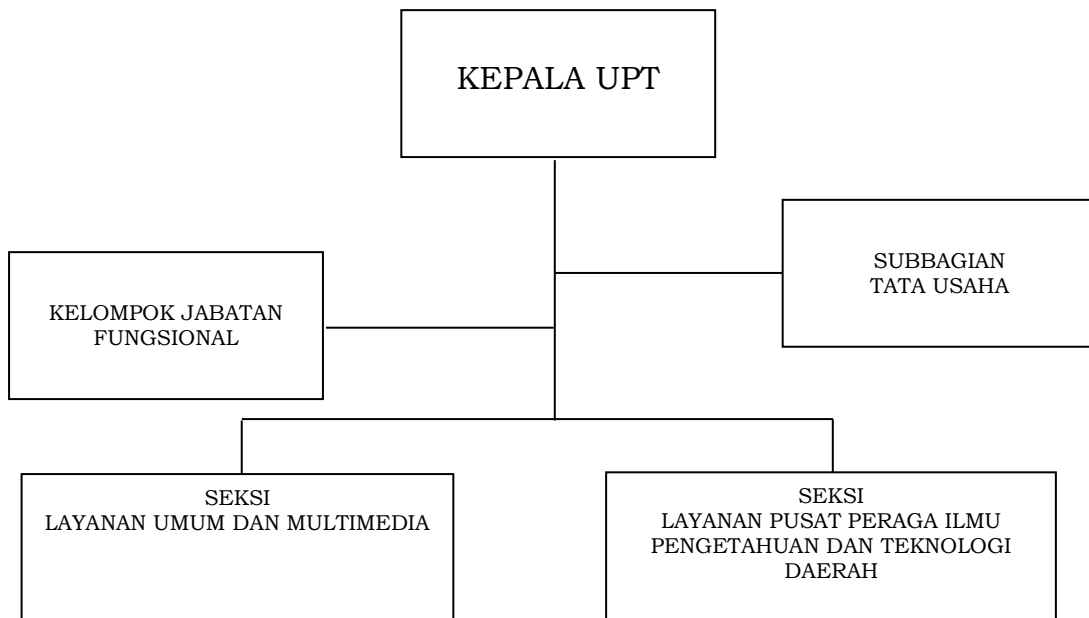 KEPALA UPT
SUBBAGIAN
TATA USAHA
KELOMPOK JABATAN
FUNGSIONAL
SEKSI
LAYANAN UMUM DAN MULTIMEDIA
SEKSI
LAYANAN PUSAT PERAGA ILMU
PENGETAHUAN DAN TEKNOLOGI
DAERAH